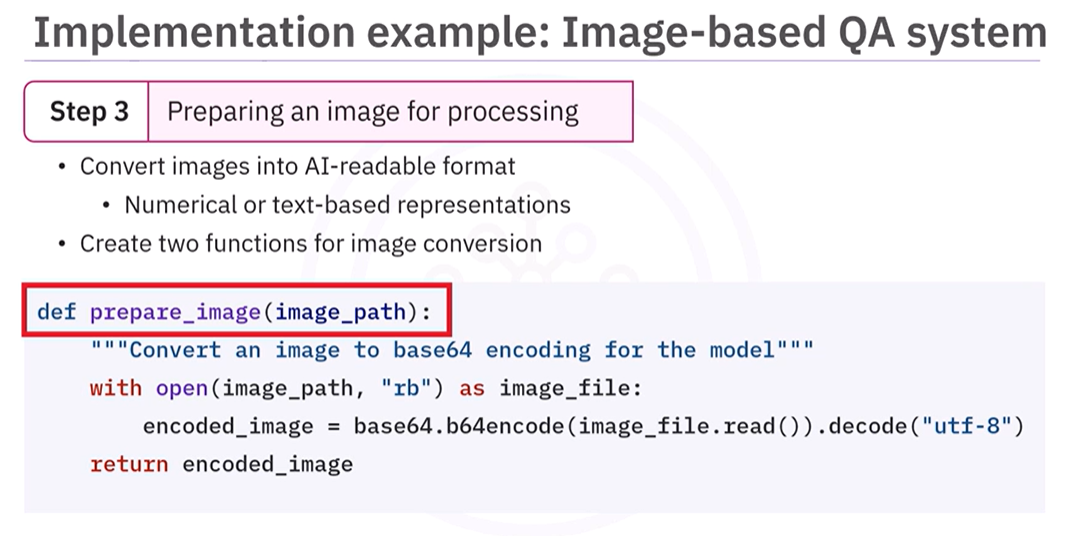 Implementation example: Image-based QA system
Step 3 Preparing an image for processing
• Convert images into AI-readable format
• Numerical or text-based representations
• Create two functions for image conversion
def prepare_image(image_path):
    """Convert an image to base64 encoding for the model"""
    with open(image_path, "rb") as image_file:
        encoded_image = base64.b64encode(image_file.read()).decode("utf-8")
    return encoded_image